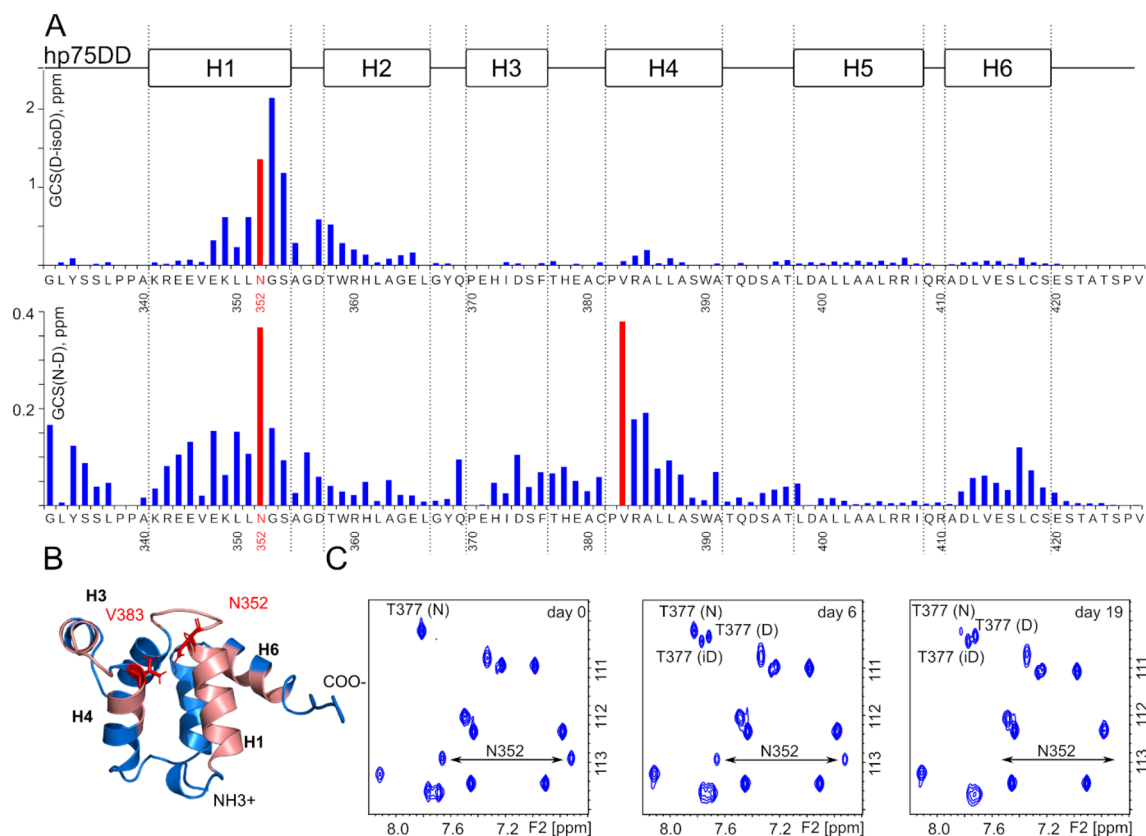 A
hp75DD
H1 H2 H3 H4 H5 H6
GCS(D-isoD), ppm
2
1
GLYSSLPPAKREEVEKLLNGSAGDTWRHLAGELGYQPEHIDSFTHEACPVRALLASWATQDSATLDALLAALRRIQRADLVESLCSESTATSPV
340 350 352 360 370 380 390 400 410 420
GCS(N-D), ppm
0.4
0.2
0
GLYSSLPPAKREEVEKLLNGSAGDTWRHLAGELGYQPEHIDSFTHEACPVRALLASWATQDSATLDALLAALRRIQRADLVESLCSESTATSPV
340 350 352 360 370 380 390 400 410 420
B
H3
V383
N352
H6
COO-
H4
H1
NH3+
C
T377 (N)
day 0
N352
8.0 7.6 7.2 F2 [ppm]
111
112
113
T377 (N)
day 6
T377 (D)
T377 (iD)
N352
8.0 7.6 7.2 F2 [ppm]
111
112
113
T377 (N)
day 19
T377 (D)
T377 (iD)
N352
8.0 7.6 7.2 F2 [ppm]
111
112
113